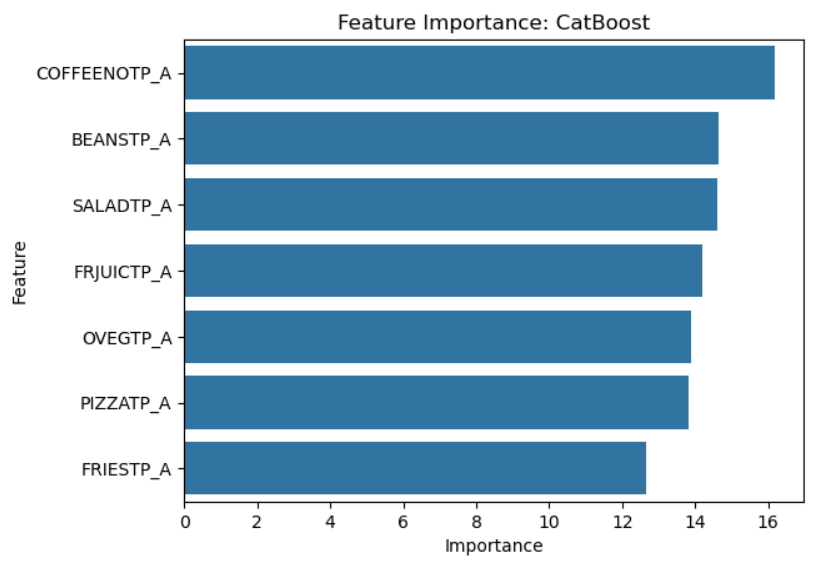 Feature Importance: CatBoost
COFFEENOTP_A
BEANSTP_A
SALADTP_A
FRJUICTP_A
OVEGTP_A
PIZZATP_A
FRIESTP_A
Feature
0 2 4 6 8 10 12 14 16
Importance